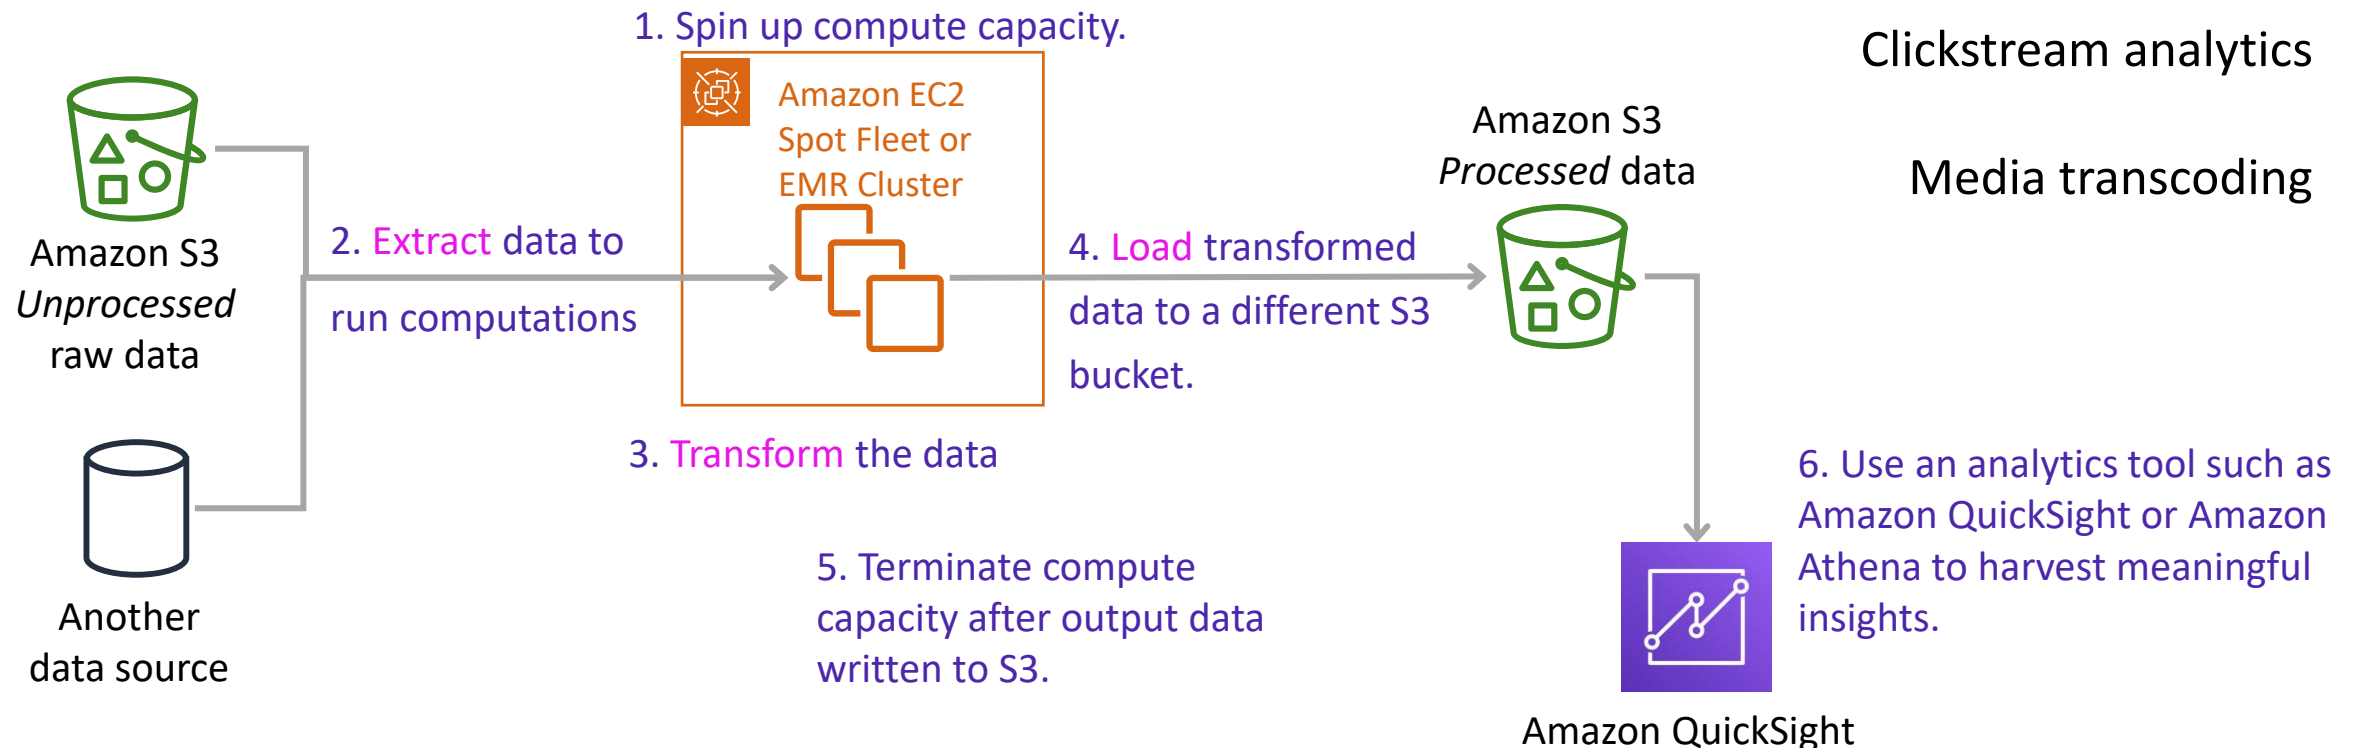 1. Spin up compute capacity.
Clickstream analytics
Media transcoding
Amazon EC2
Spot Fleet or
EMR Cluster
Amazon S3
Processed data
Amazon S3
Unprocessed
raw data
2. Extract data to
run computations
4. Load transformed
data to a different S3
bucket.
3. Transform the data
Another
data source
5. Terminate compute
capacity after output data
written to S3.
6. Use an analytics tool such as
Amazon QuickSight or Amazon
Athena to harvest meaningful
insights.
Amazon QuickSight